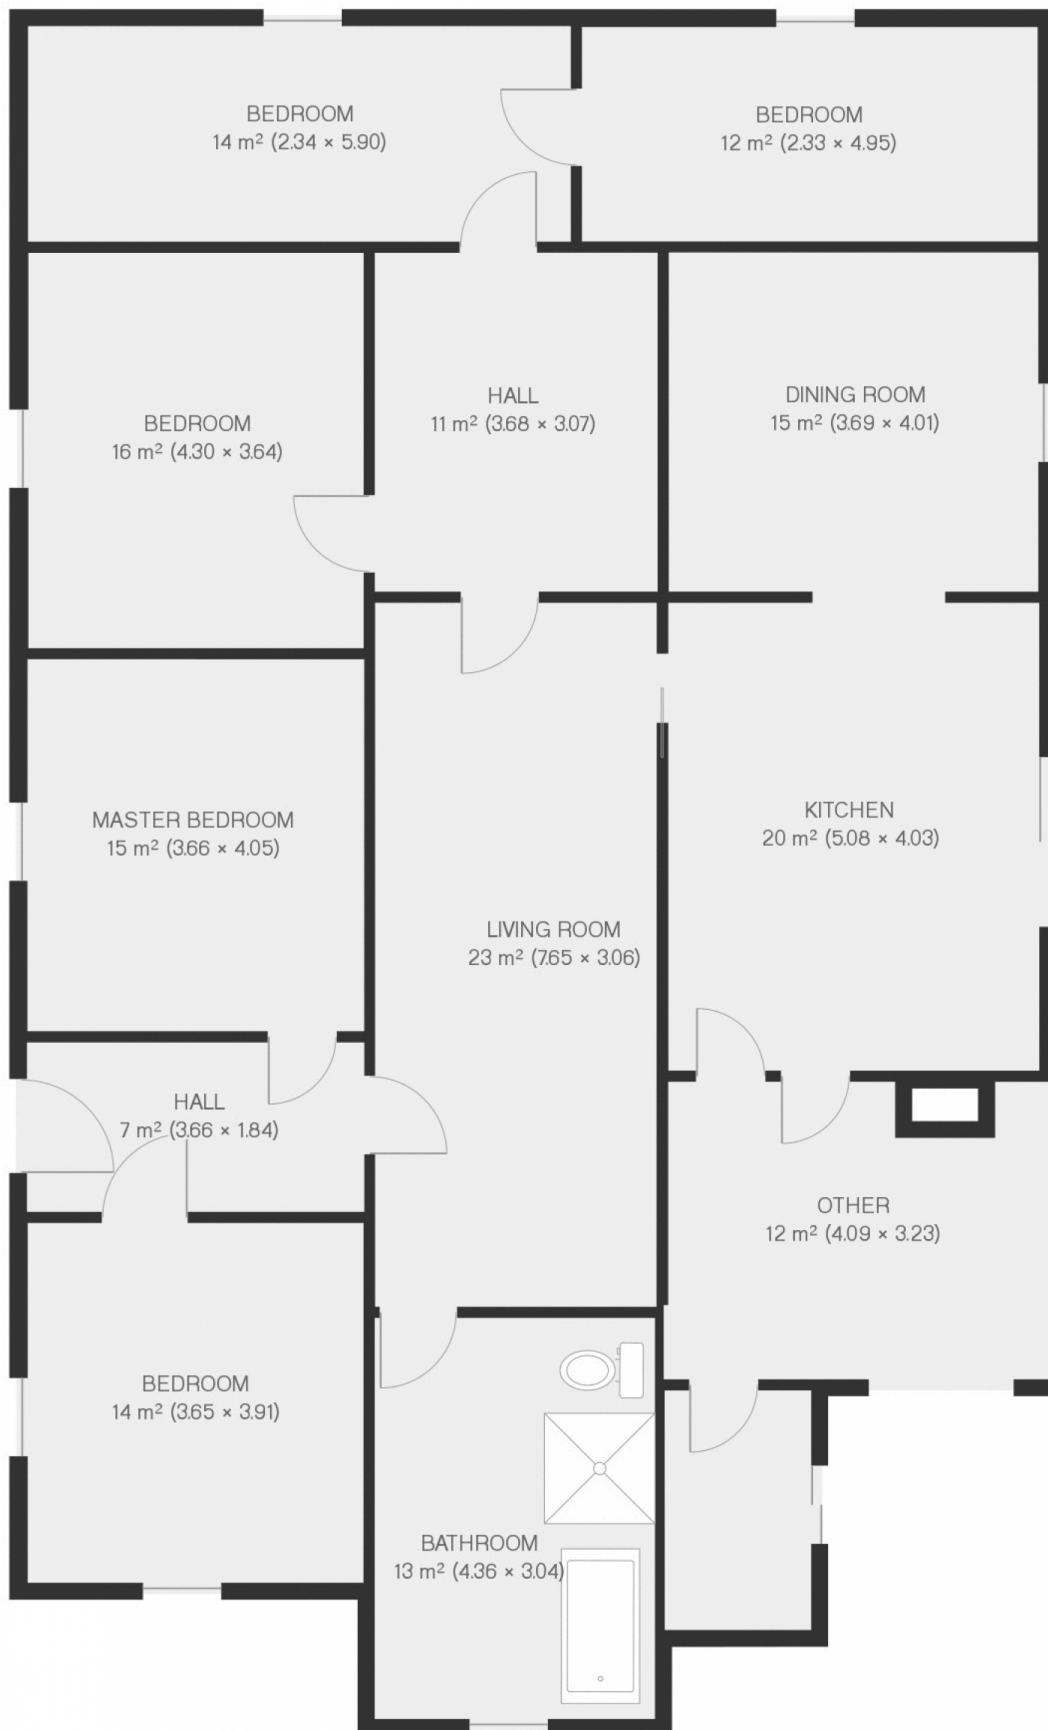 BEDROOM
14 m² (2.34 × 5.90)
BEDROOM
12 m² (2.33 × 4.95)
BEDROOM
16 m² (4.30 × 3.64)
HALL
11 m² (3.68 × 3.07)
DINING ROOM
15 m² (3.69 × 4.01)
MASTER BEDROOM
15 m² (3.66 × 4.05)
KITCHEN
20 m² (5.08 × 4.03)
LIVING ROOM
23 m² (7.65 × 3.06)
HALL
7 m² (3.66 × 1.84)
OTHER
12 m² (4.09 × 3.23)
BEDROOM
14 m² (3.65 × 3.91)
BATHROOM
13 m² (4.36 × 3.04)